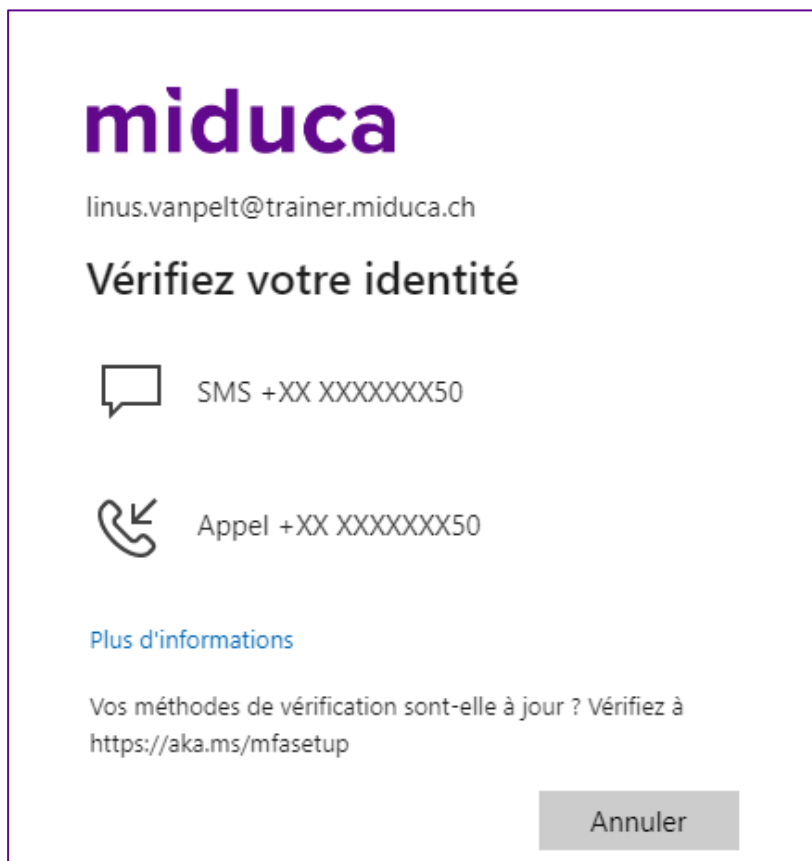 miduca
linus.vanpelt@trainer.miduca.ch
Vérifiez votre identité
SMS +XX XXXXXXX50
Appel +XX XXXXXXX50
Plus d'informations
Vos méthodes de vérification sont-elle à jour ? Vérifiez à
https://aka.ms/mfasetup
Annuler